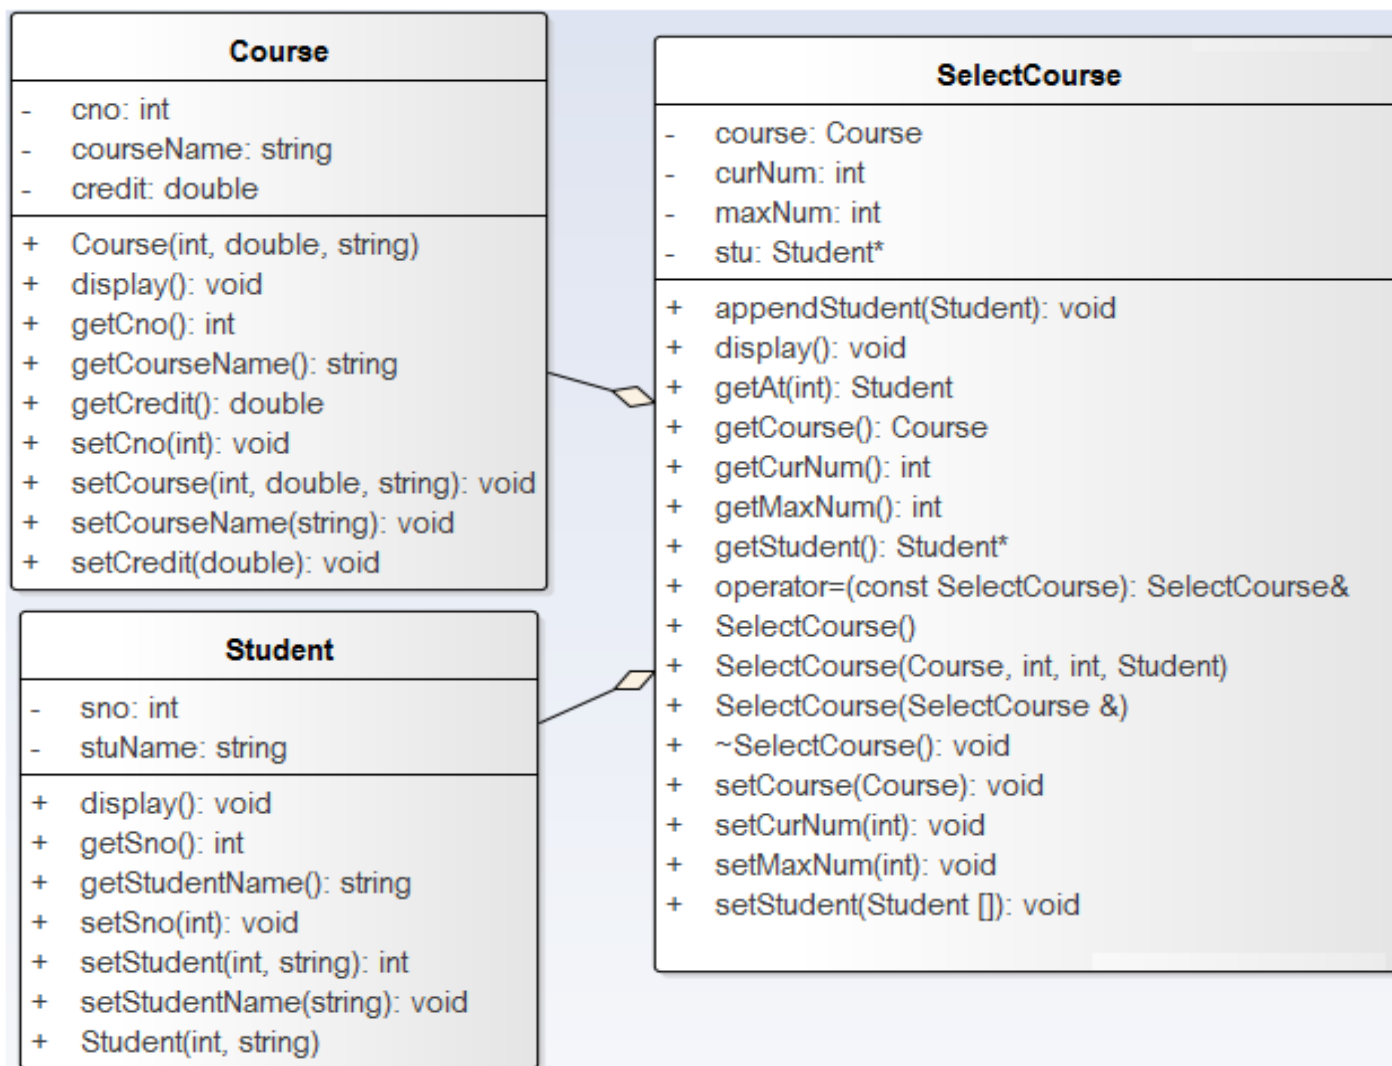 Course
- cno: int
- courseName: string
- credit: double
+ Course(int, double, string)
+ display(): void
+ getCno(): int
+ getCourseName(): string
+ getCredit(): double
+ setCno(int): void
+ setCourse(int, double, string): void
+ setCourseName(string): void
+ setCredit(double): void
Student
- sno: int
- stuName: string
+ display(): void
+ getSno(): int
+ getStudentName(): string
+ setSno(int): void
+ setStudent(int, string): int
+ setStudentName(string): void
+ Student(int, string)
SelectCourse
- course: Course
- curNum: int
- maxNum: int
- stu: Student*
+ appendStudent(Student): void
+ display(): void
+ getAt(int): Student
+ getCourse(): Course
+ getCurNum(): int
+ getMaxNum(): int
+ getStudent(): Student*
+ operator=(const SelectCourse): SelectCourse&
+ SelectCourse()
+ SelectCourse(Course, int, int, Student)
+ SelectCourse(SelectCourse &)
+ ~SelectCourse(): void
+ setCourse(Course): void
+ setCurNum(int): void
+ setMaxNum(int): void
+ setStudent(Student []): void